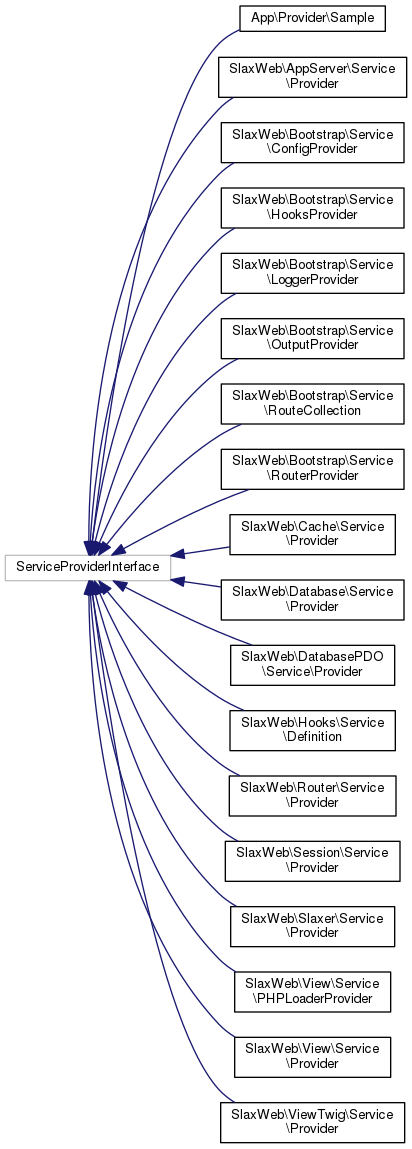 App\Provider\Sample
SlaxWeb\AppServer\Service
\Provider
SlaxWeb\Bootstrap\Service
\ConfigProvider
SlaxWeb\Bootstrap\Service
\HooksProvider
SlaxWeb\Bootstrap\Service
\LoggerProvider
SlaxWeb\Bootstrap\Service
\OutputProvider
SlaxWeb\Bootstrap\Service
\RouteCollection
SlaxWeb\Bootstrap\Service
\RouterProvider
SlaxWeb\Cache\Service
\Provider
ServiceProviderInterface
SlaxWeb\Database\Service
\Provider
SlaxWeb\DatabasePDO
\Service\Provider
SlaxWeb\Hooks\Service
\Definition
SlaxWeb\Router\Service
\Provider
SlaxWeb\Session\Service
\Provider
SlaxWeb\Slaxer\Service
\Provider
SlaxWeb\View\Service
\PHPLoaderProvider
SlaxWeb\View\Service
\Provider
SlaxWeb\ViewTwig\Service
\Provider